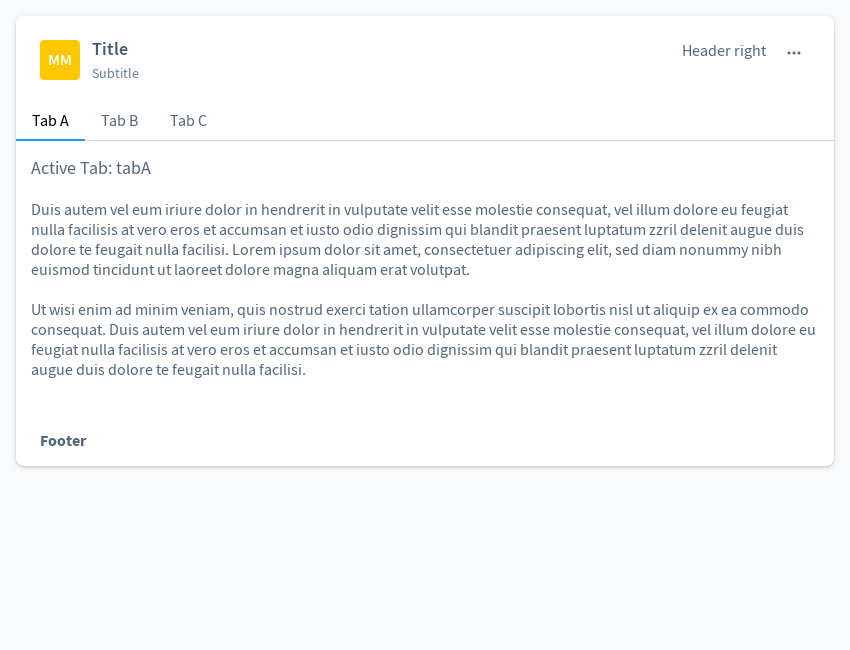 MM
Title
Subtitle
Header right
Tab A
Tab B
Tab C
Active Tab: tabA
Duis autem vel eum iriure dolor in hendrerit in vulputate velit esse molestie consequat, vel illum dolore eu feugiat
nulla facilisis at vero eros et accumsan et iusto odio dignissim qui blandit praesent luptatum zzril delenit augue duis
dolore te feugait nulla facilisi. Lorem ipsum dolor sit amet, consectetuer adipiscing elit, sed diam nonummy nibh
euismod tincidunt ut laoreet dolore magna aliquam erat volutpat.
Ut wisi enim ad minim veniam, quis nostrud exerci tation ullamcorper suscipit lobortis nisl ut aliquip ex ea commodo
consequat. Duis autem vel eum iriure dolor in hendrerit in vulputate velit esse molestie consequat, vel illum dolore eu
feugiat nulla facilisis at vero eros et accumsan et iusto odio dignissim qui blandit praesent luptatum zzril delenit
augue duis dolore te feugait nulla facilisi.
Footer